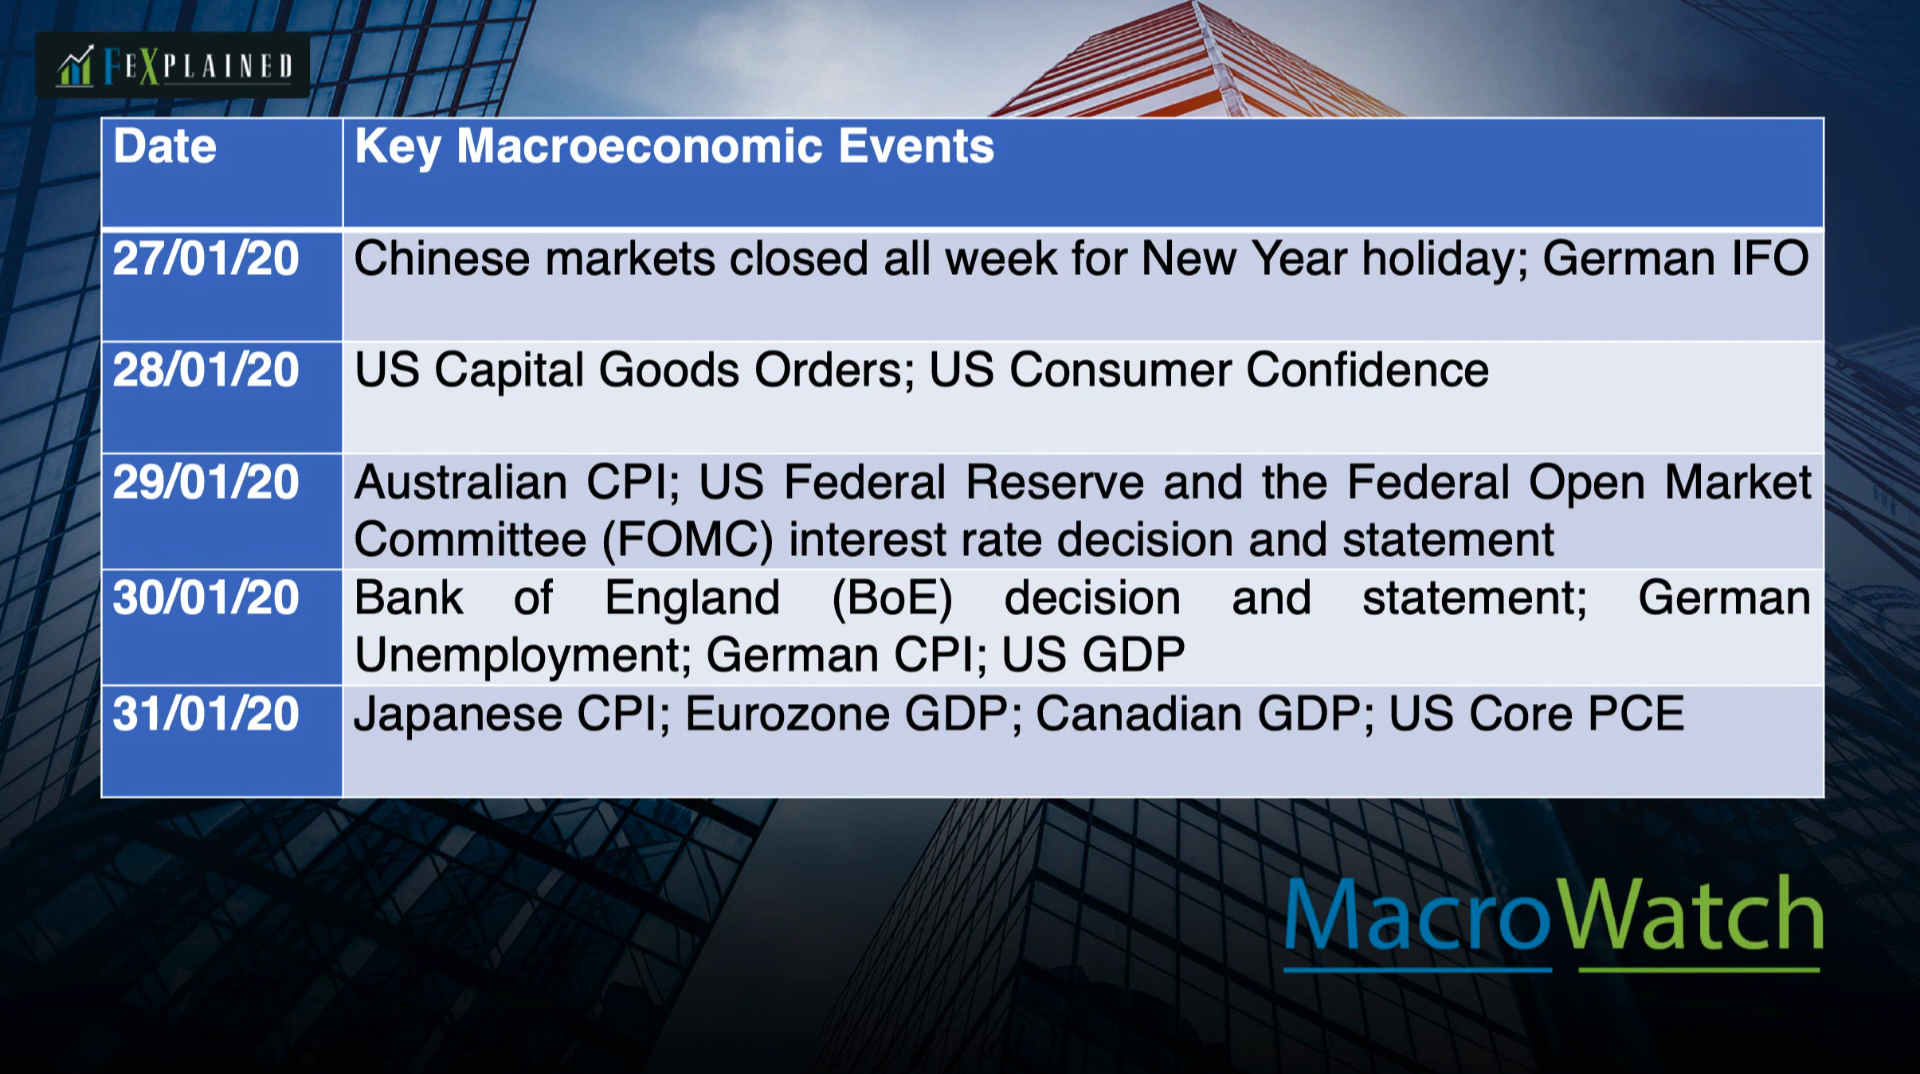 FEXPLAINED
Date
Key Macroeconomic Events
27/01/20
Chinese markets closed all week for New Year holiday; German IFO
28/01/20
US Capital Goods Orders; US Consumer Confidence
29/01/20
Australian CPI; US Federal Reserve and the Federal Open Market
Committee (FOMC) interest rate decision and statement
30/01/20
Bank of England (BoE) decision and statement; German
Unemployment; German CPI; US GDP
31/01/20
Japanese CPI; Eurozone GDP; Canadian GDP; US Core PCE
MacroWatch